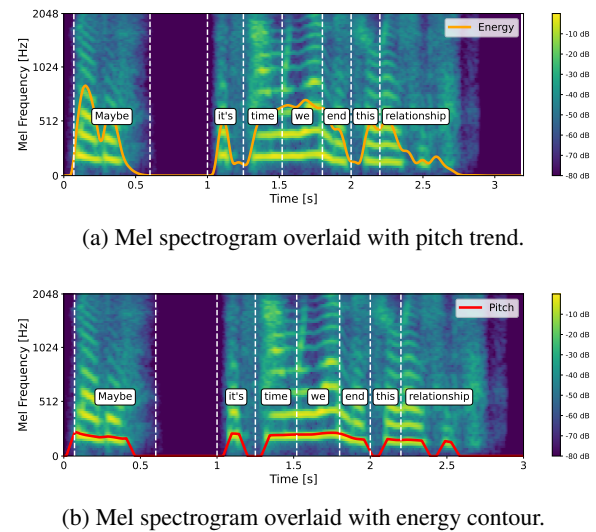 2048
1024
512
0
Mel Frequency [Hz]
Energy
Maybe
it's
time
we
end
this
relationship
0 0.5 1 1.5 2 2.5 3
Time [s]
-10 dB
-20 dB
-30 dB
-40 dB
-50 dB
-60 dB
-70 dB
-80 dB
(a) Mel spectrogram overlaid with pitch trend.
2048
1024
512
0
Mel Frequency [Hz]
Pitch
Maybe
it's
time
we
end
this
relationship
0 0.5 1 1.5 2 2.5 3
Time [s]
-10 dB
-20 dB
-30 dB
-40 dB
-50 dB
-60 dB
-70 dB
-80 dB
(b) Mel spectrogram overlaid with energy contour.